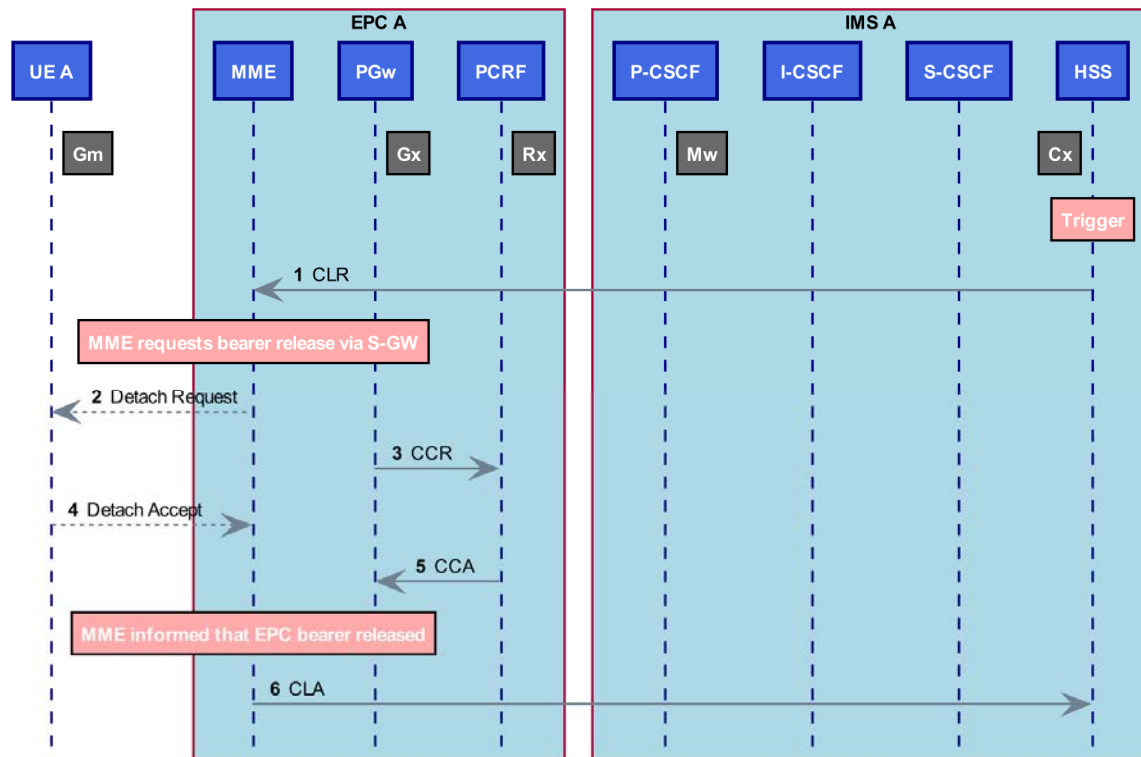 EPC A
IMS A
UE A
MME
PGw
PCRF
P-CSCF
I-CSCF
S-CSCF
HSS
Gm
Gx
Rx
Mw
Cx
Trigger
1 CLR
MME requests bearer release via S-GW
2 Detach Request
3 CCR
4 Detach Accept
5 CCA
MME informed that EPC bearer released
6 CLA